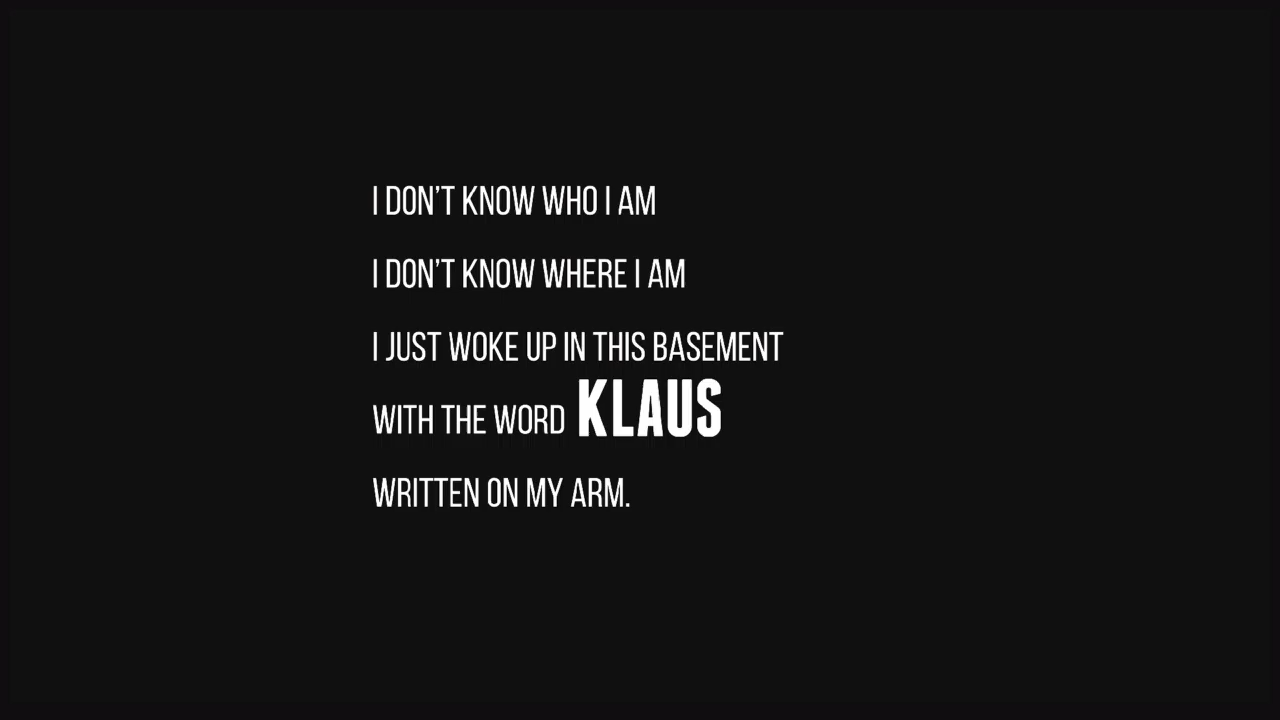 I DON'T KNOW WHO I AM
I DON'T KNOW WHERE I AM
I JUST WOKE UP IN THIS BASEMENT
WITH THE WORD KLAUS
WRITTEN ON MY ARM.